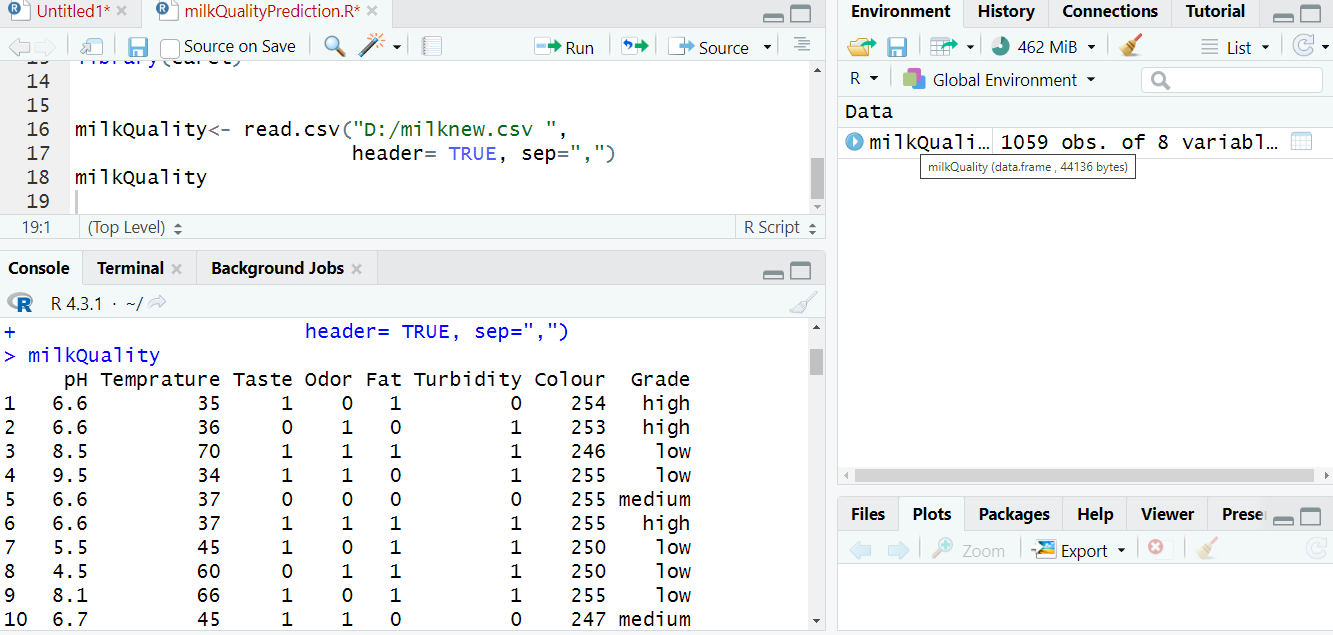 Untitled1* milkQualityPrediction.R*
Source on Save Run Source
13 library(caret)
14
15
16 milkQuality<- read.csv("D:/milknew.csv ",
17 header= TRUE, sep=",")
18 milkQuality
19
19:1 (Top Level) R Script
Console Terminal Background Jobs
R 4.3.1 · ~/
+ header= TRUE, sep=",")
> milkQuality
pH Temprature Taste Odor Fat Turbidity Colour Grade
1 6.6 35 1 0 1 0 254 high
2 6.6 36 0 1 0 1 253 high
3 8.5 70 1 1 1 1 246 low
4 9.5 34 1 1 0 1 255 low
5 6.6 37 0 0 0 0 255 medium
6 6.6 37 1 1 1 1 255 high
7 5.5 45 1 0 1 1 250 low
8 4.5 60 0 1 1 1 250 low
9 8.1 66 1 0 1 1 255 low
10 6.7 45 1 1 0 0 247 medium
Environment History Connections Tutorial
462 MiB List
R Global Environment
Data
milkQuali… 1059 obs. of 8 variabl…
milkQuality (data.frame , 44136 bytes)
Files Plots Packages Help Viewer Prese
Zoom Export